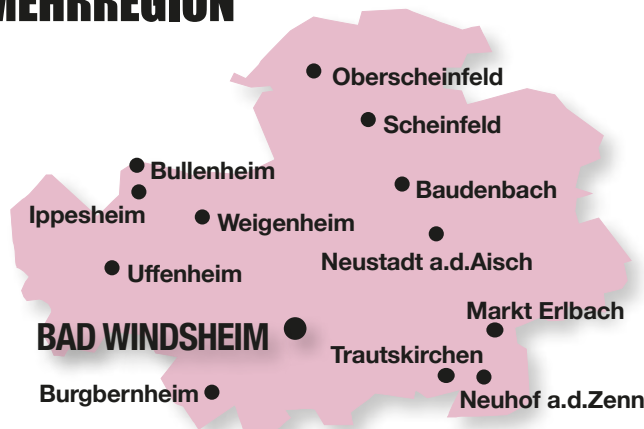 MEHRREGION
Oberscheinfeld
Scheinfeld
Bullenheim
Baudenbach
Ippesheim
Weigenheim
Neustadt a.d.Aisch
Uffenheim
Markt Erlbach
BAD WINDSHEIM
Trautskirchen
Burgbernheim
Neuhof a.d.Zenn